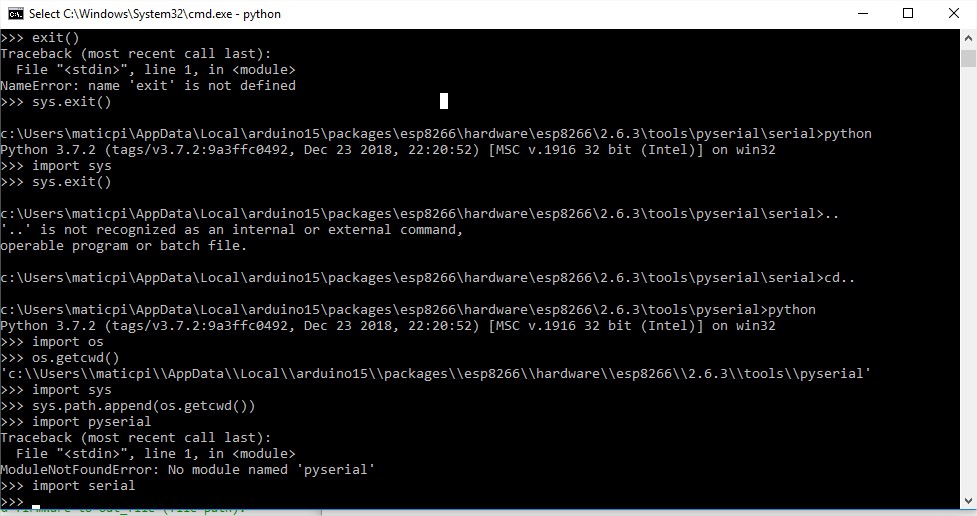 Select C:\Windows\System32\cmd.exe - python
>>> exit()
Traceback (most recent call last):
  File "<stdin>", line 1, in <module>
NameError: name 'exit' is not defined
>>> sys.exit()
c:\Users\maticpi\AppData\Local\arduino15\packages\esp8266\hardware\esp8266\2.6.3\tools\pyserial\serial>python
Python 3.7.2 (tags/v3.7.2:9a3ffc0492, Dec 23 2018, 22:20:52) [MSC v.1916 32 bit (Intel)] on win32
>>> import sys
>>> sys.exit()
c:\Users\maticpi\AppData\Local\arduino15\packages\esp8266\hardware\esp8266\2.6.3\tools\pyserial\serial>..
'..' is not recognized as an internal or external command,
operable program or batch file.
c:\Users\maticpi\AppData\Local\arduino15\packages\esp8266\hardware\esp8266\2.6.3\tools\pyserial\serial>cd..
c:\Users\maticpi\AppData\Local\arduino15\packages\esp8266\hardware\esp8266\2.6.3\tools\pyserial>python
Python 3.7.2 (tags/v3.7.2:9a3ffc0492, Dec 23 2018, 22:20:52) [MSC v.1916 32 bit (Intel)] on win32
>>> import os
>>> os.getcwd()
'c:\\Users\\maticpi\\AppData\\Local\\arduino15\\packages\\esp8266\\hardware\\esp8266\\2.6.3\\tools\\pyserial'
>>> import sys
>>> sys.path.append(os.getcwd())
>>> import pyserial
Traceback (most recent call last):
  File "<stdin>", line 1, in <module>
ModuleNotFoundError: No module named 'pyserial'
>>> import serial
>>>